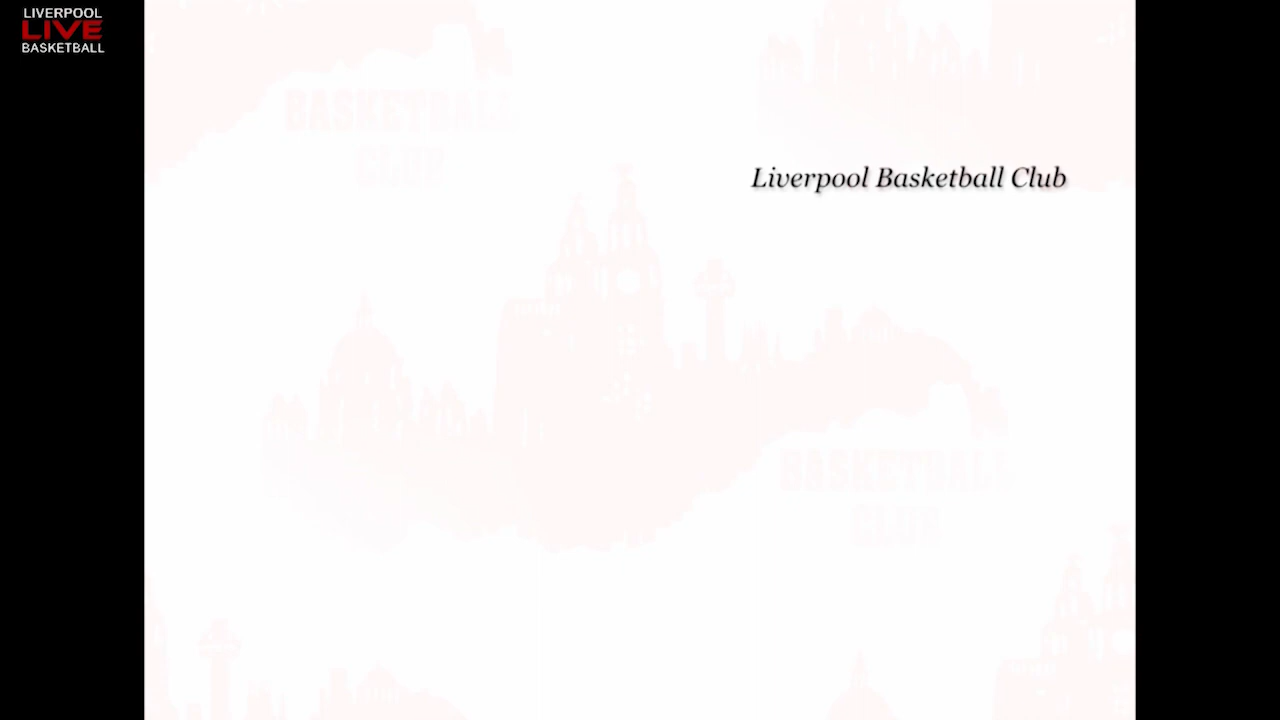 LIVERPOOL
LIVE
BASKETBALL
BASKETBALL
CLUB
Liverpool Basketball Club
BASKETBALL
CLUB